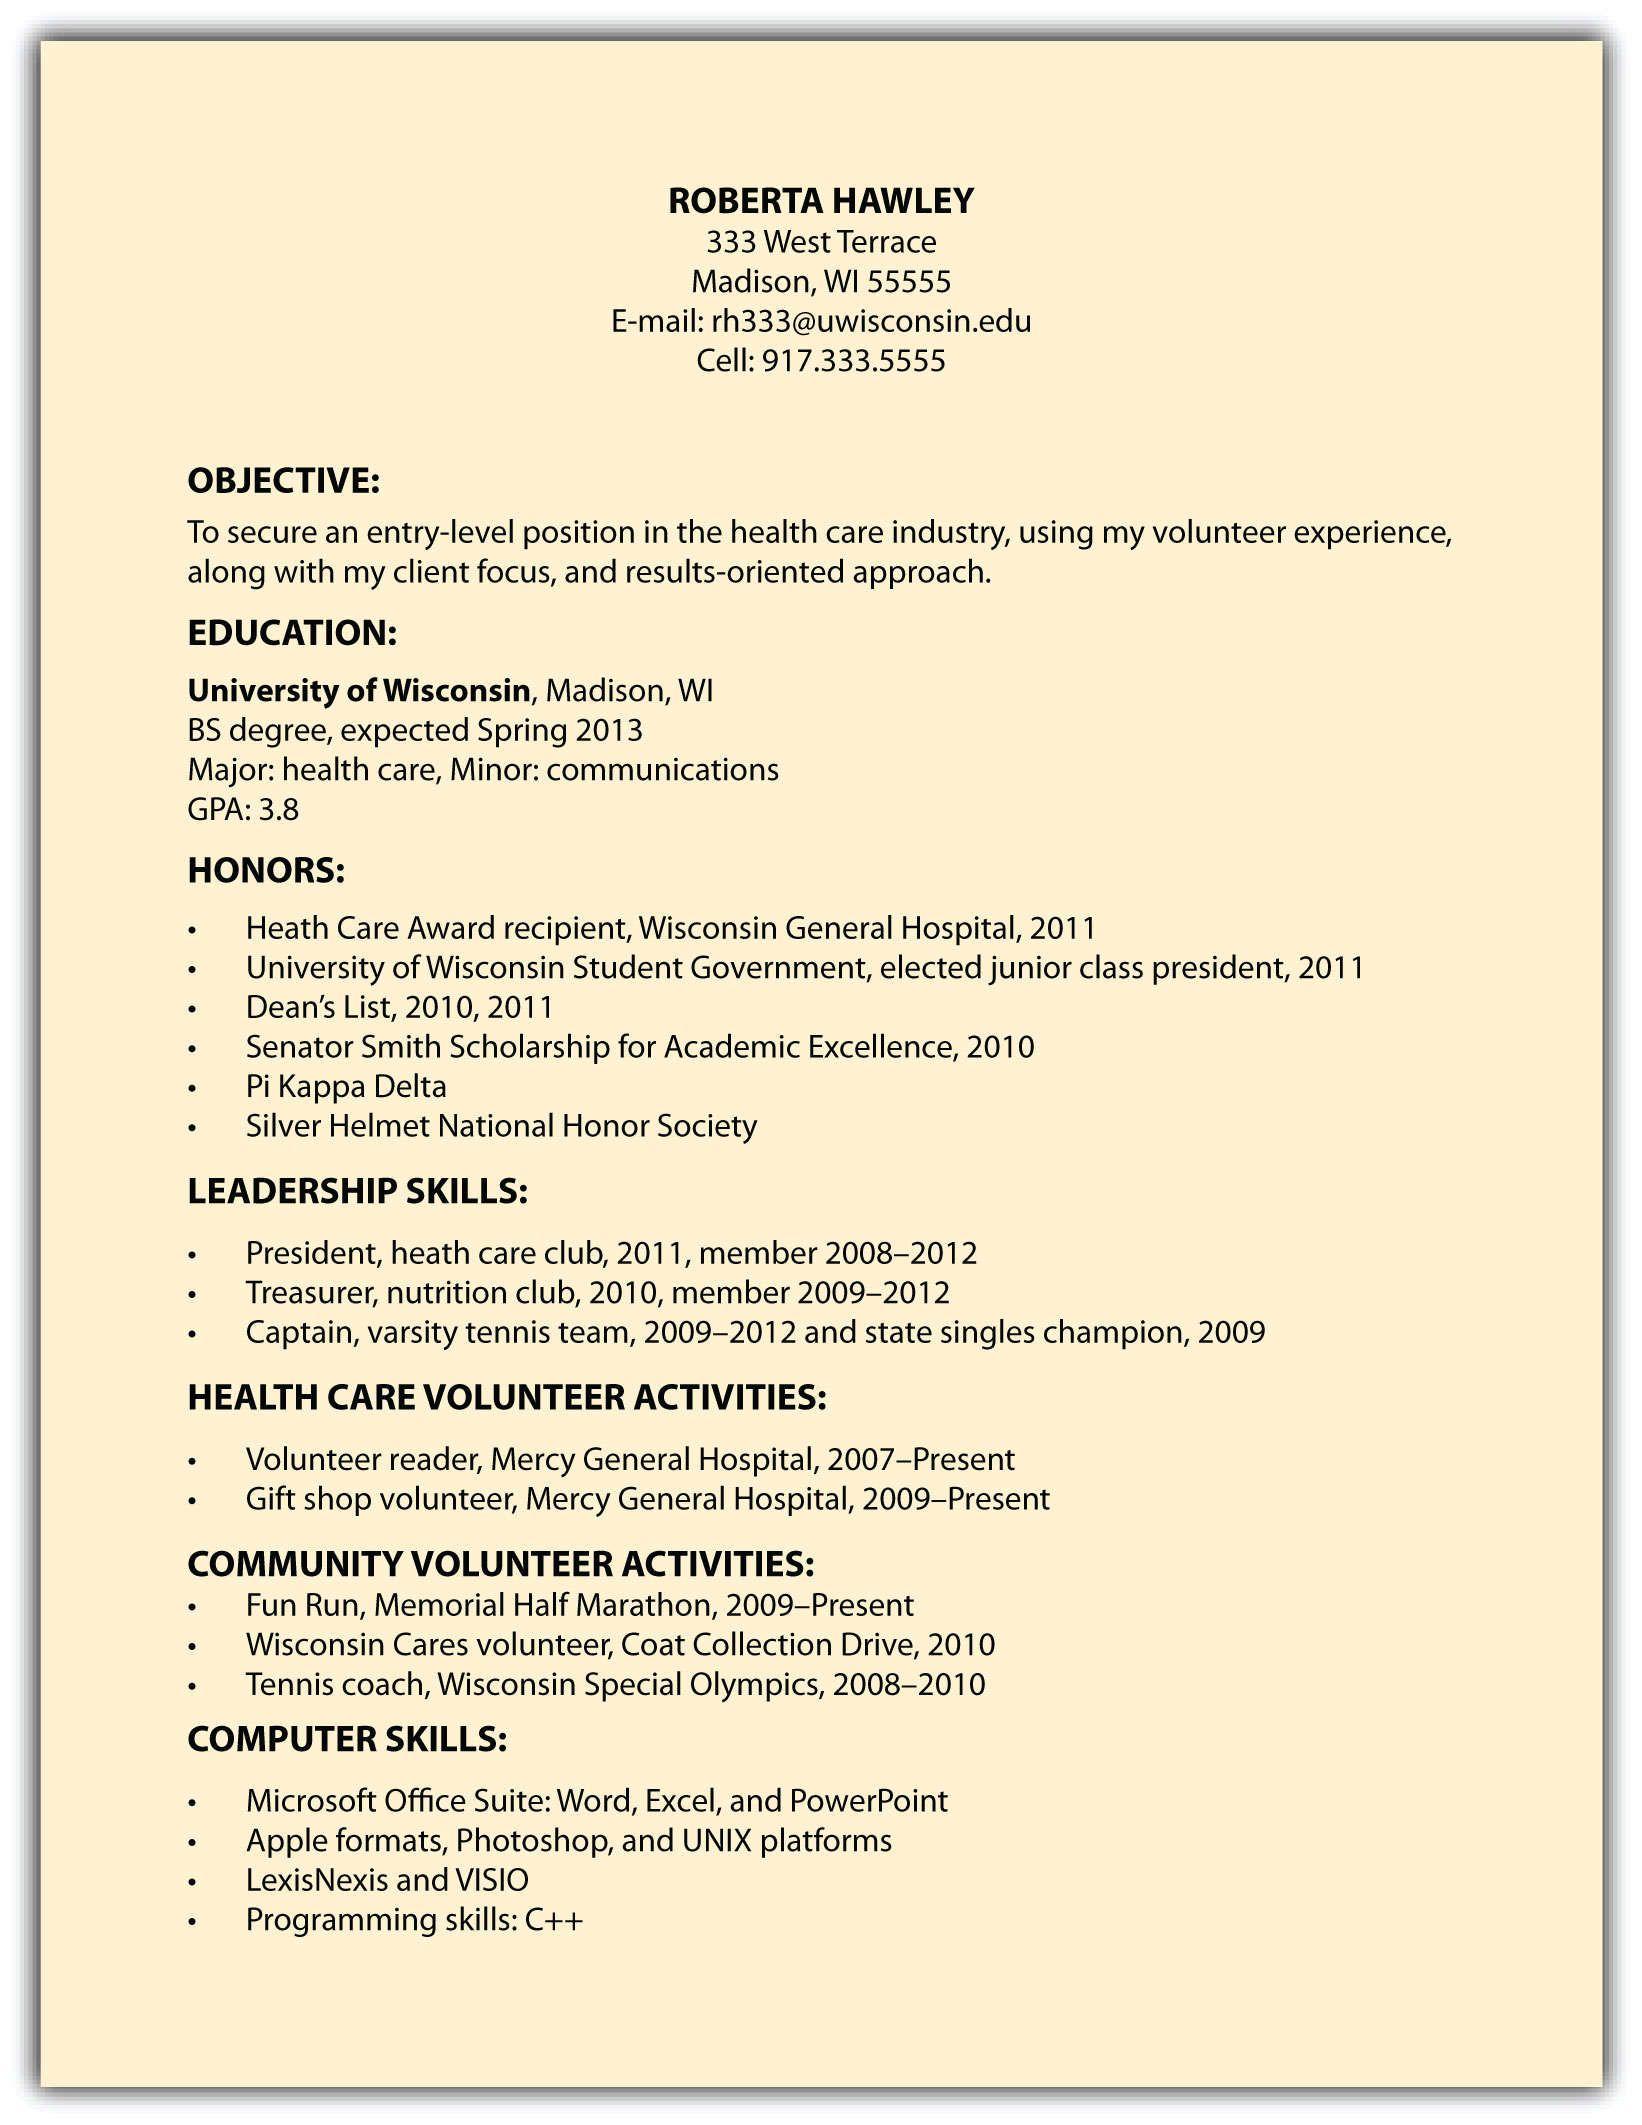 ROBERTA HAWLEY
333 West Terrace
Madison, WI 55555
E-mail: rh333@uwisconsin.edu
Cell: 917.333.5555
OBJECTIVE:
To secure an entry-level position in the health care industry, using my volunteer experience,
along with my client focus, and results-oriented approach.
EDUCATION:
University of Wisconsin, Madison, WI
BS degree, expected Spring 2013
Major: health care, Minor: communications
GPA: 3.8
HONORS:
• Heath Care Award recipient, Wisconsin General Hospital, 2011
• University of Wisconsin Student Government, elected junior class president, 2011
• Dean’s List, 2010, 2011
• Senator Smith Scholarship for Academic Excellence, 2010
• Pi Kappa Delta
• Silver Helmet National Honor Society
LEADERSHIP SKILLS:
• President, heath care club, 2011, member 2008–2012
• Treasurer, nutrition club, 2010, member 2009–2012
• Captain, varsity tennis team, 2009–2012 and state singles champion, 2009
HEALTH CARE VOLUNTEER ACTIVITIES:
• Volunteer reader, Mercy General Hospital, 2007–Present
• Gift shop volunteer, Mercy General Hospital, 2009–Present
COMMUNITY VOLUNTEER ACTIVITIES:
• Fun Run, Memorial Half Marathon, 2009–Present
• Wisconsin Cares volunteer, Coat Collection Drive, 2010
• Tennis coach, Wisconsin Special Olympics, 2008–2010
COMPUTER SKILLS:
• Microsoft Office Suite: Word, Excel, and PowerPoint
• Apple formats, Photoshop, and UNIX platforms
• LexisNexis and VISIO
• Programming skills: C++